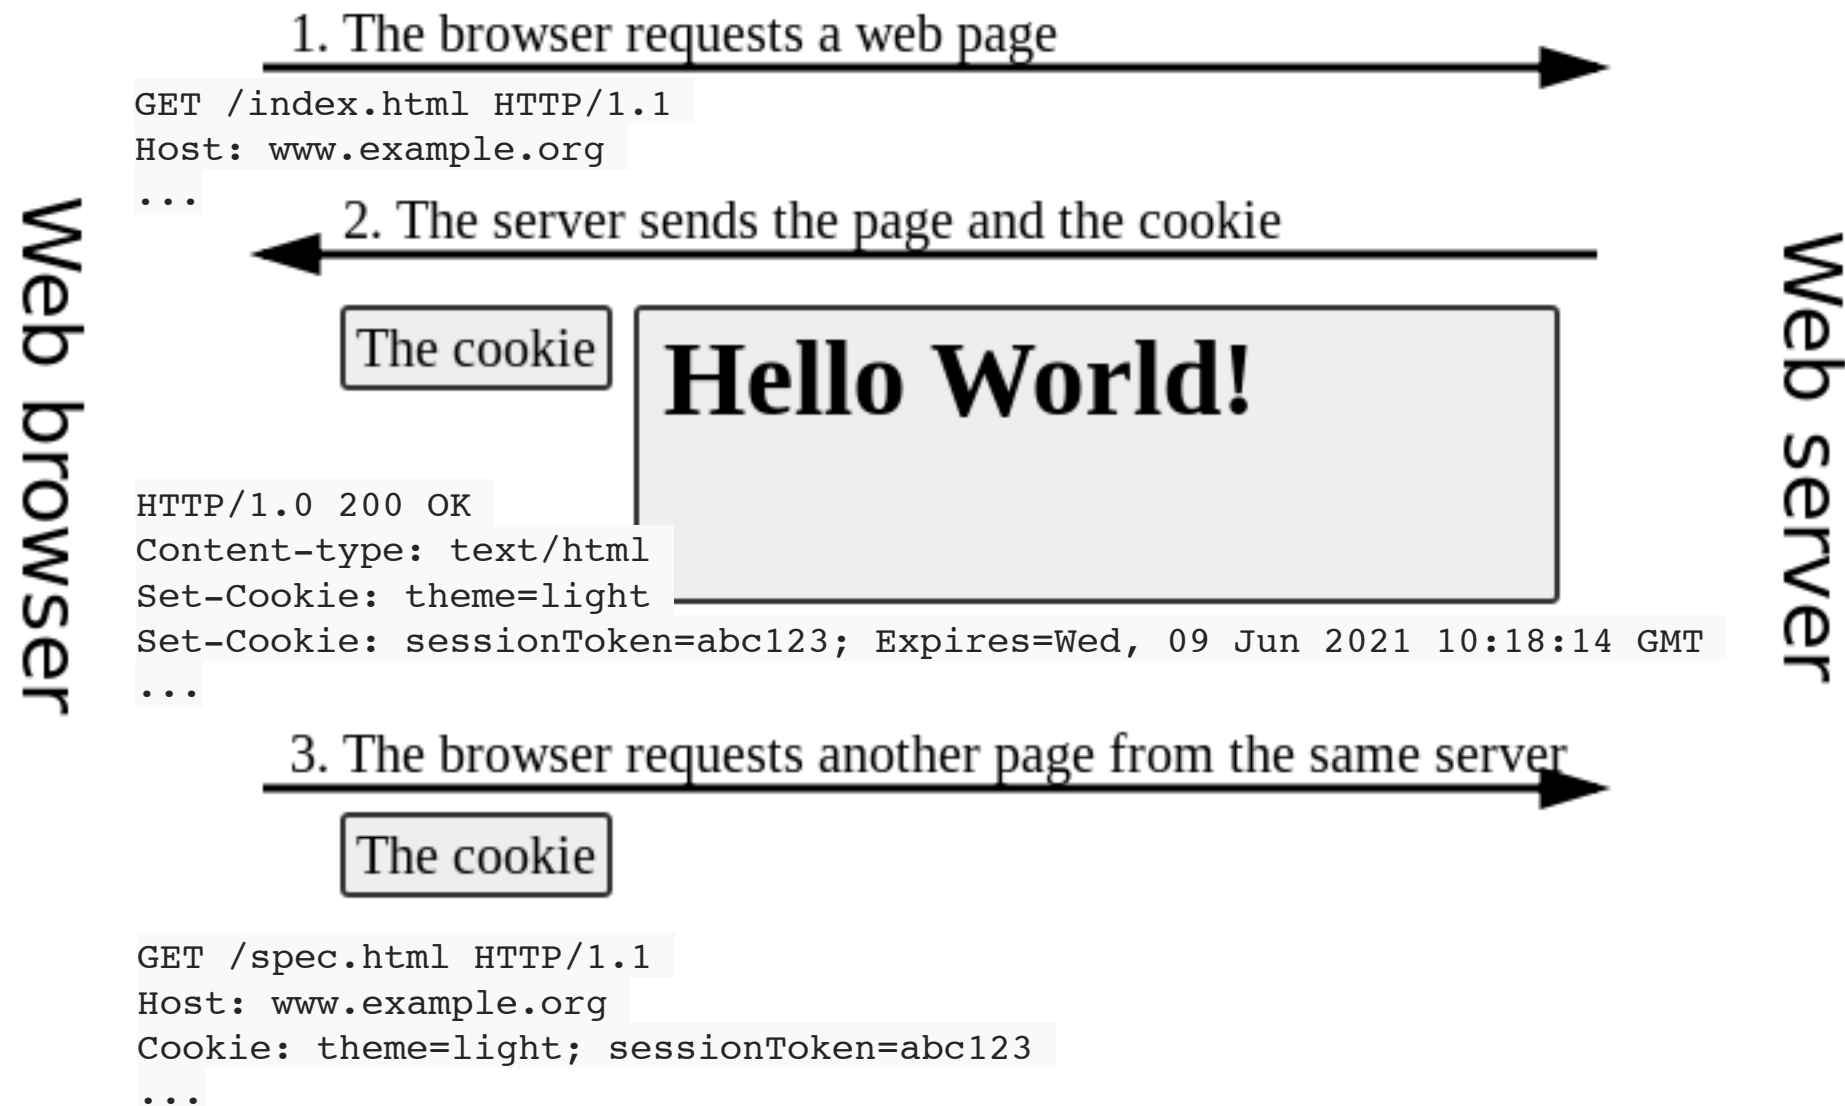 1. The browser requests a web page
GET /index.html HTTP/1.1
Host: www.example.org
...
2. The server sends the page and the cookie
The cookie
Hello World!
HTTP/1.0 200 OK
Content-type: text/html
Set-Cookie: theme=light
Set-Cookie: sessionToken=abc123; Expires=Wed, 09 Jun 2021 10:18:14 GMT
...
3. The browser requests another page from the same server
The cookie
GET /spec.html HTTP/1.1
Host: www.example.org
Cookie: theme=light; sessionToken=abc123
...
Web browser
Web server